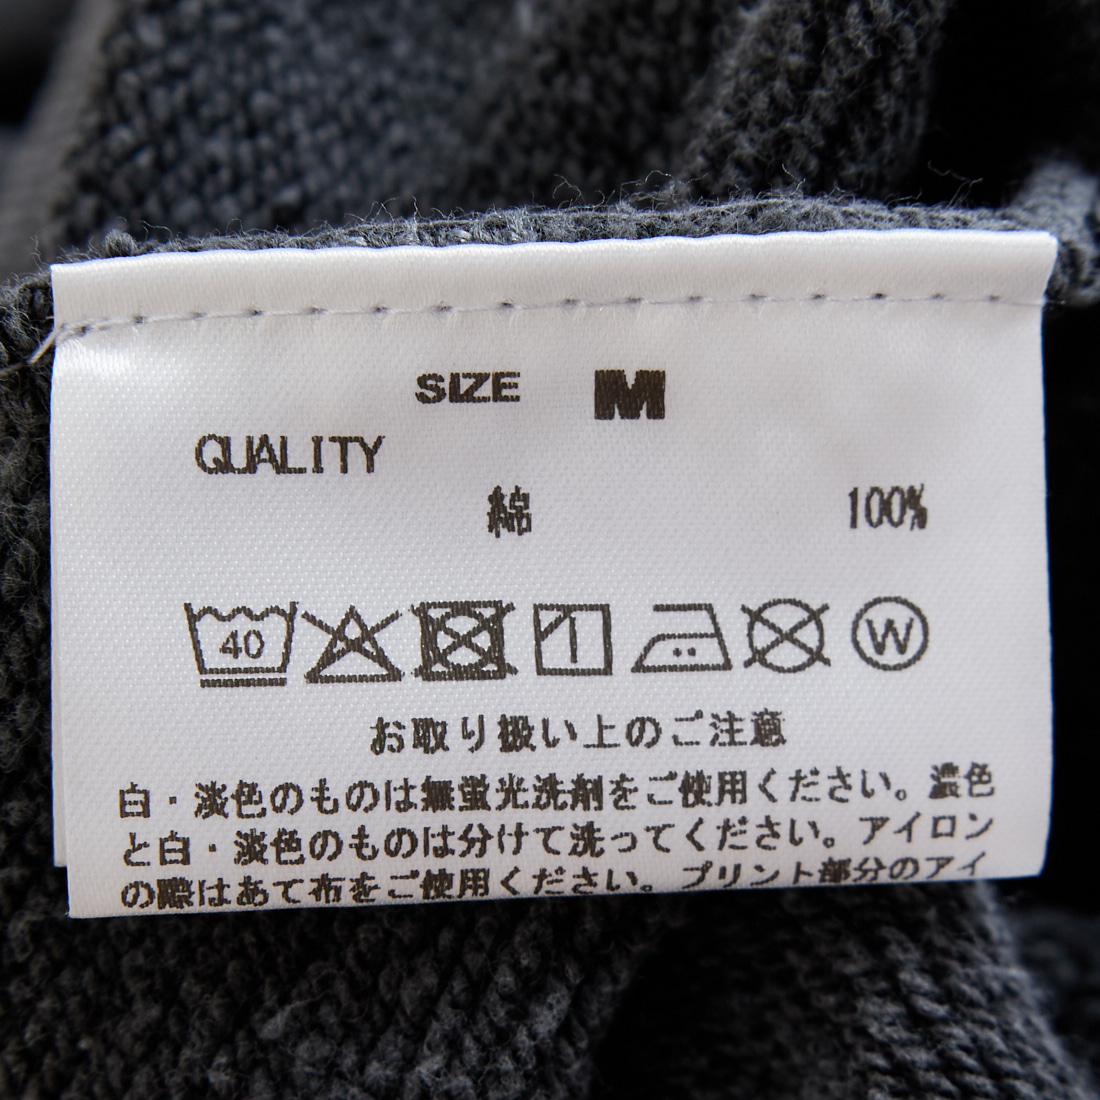 SIZE M
QUALITY
綿 100%
40 W
お取り扱い上のご注意
白・淡色のものは無蛍光洗剤をご使用ください。濃色
と白・淡色のものは分けて洗ってください。アイロン
の際はあて布をご使用ください。プリント部分のアイ